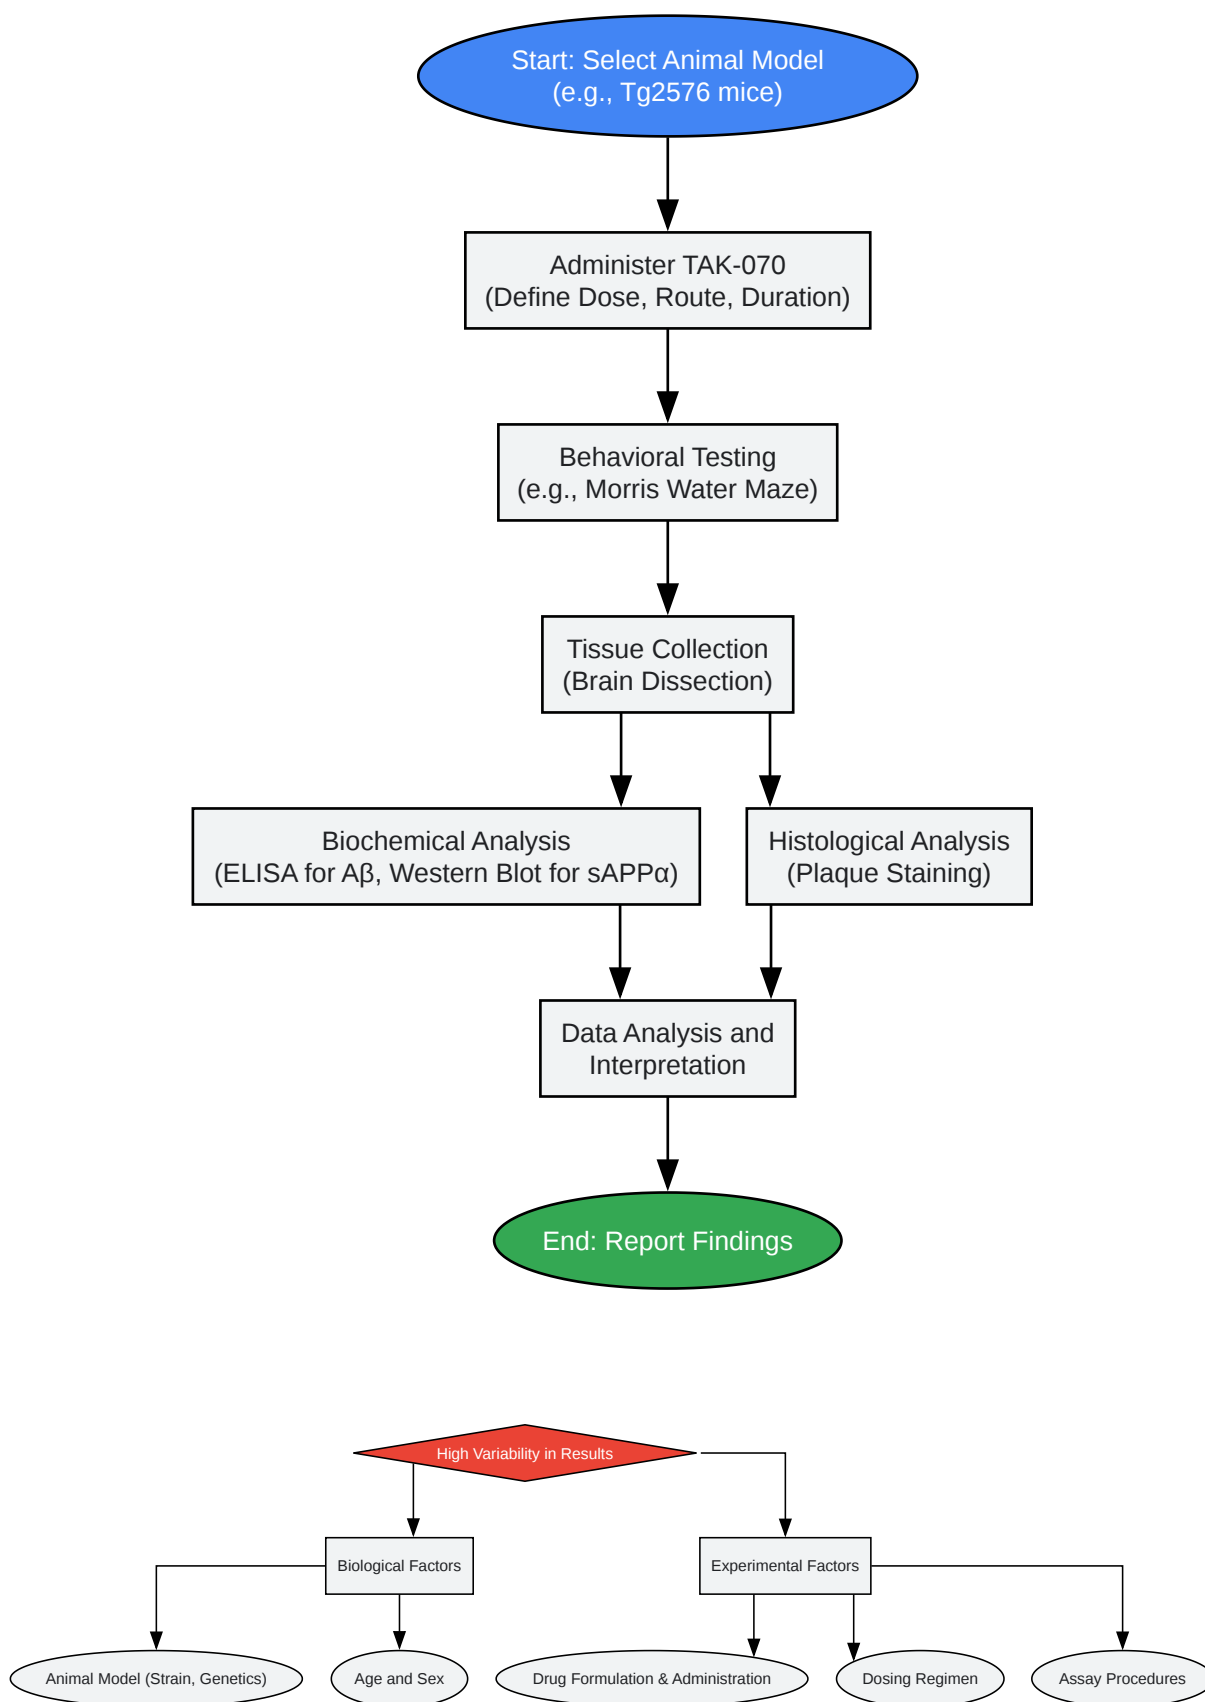 Start: Select Animal Model
(e.g., Tg2576 mice)
Administer TAK-070
(Define Dose, Route, Duration)
Behavioral Testing
(e.g., Morris Water Maze)
Tissue Collection
(Brain Dissection)
Biochemical Analysis
(ELISA for Aβ, Western Blot for sAPPα)
Histological Analysis
(Plaque Staining)
Data Analysis and
Interpretation
End: Report Findings
High Variability in Results
Biological Factors
Experimental Factors
Animal Model (Strain, Genetics)
Age and Sex
Drug Formulation & Administration
Dosing Regimen
Assay Procedures